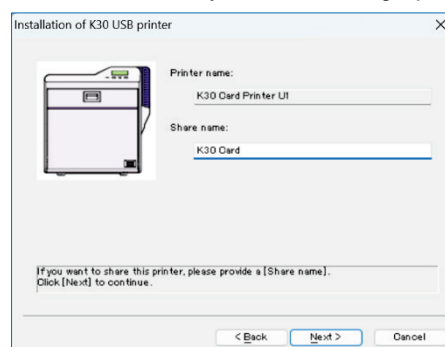 Installation of K30 USB printer
Printer name:
K30 Card Printer U1
Share name:
K30 Card
If you want to share this printer, please provide a [Share name].
Click [Next] to continue.
< Back
Next >
Cancel